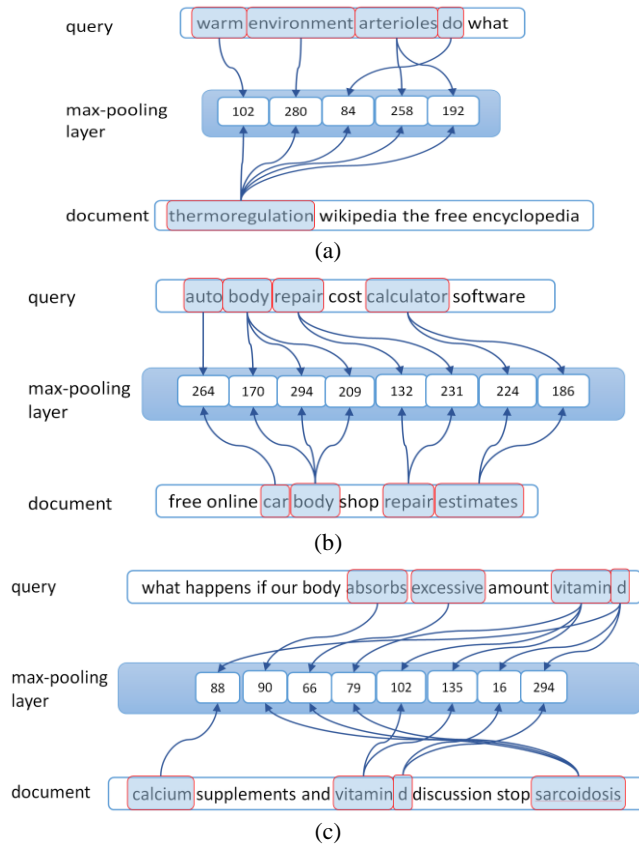 query
warm environment arterioles do what
max-pooling
layer
102 280 84 258 192
document
thermoregulation wikipedia the free encyclopedia
(a)
query
auto body repair cost calculator software
max-pooling
layer
264 170 294 209 132 231 224 186
document
free online car body shop repair estimates
(b)
query
what happens if our body absorbs excessive amount vitamin d
max-pooling
layer
88 90 66 79 102 135 16 294
document
calcium supplements and vitamin d discussion stop sarcoidosis
(c)